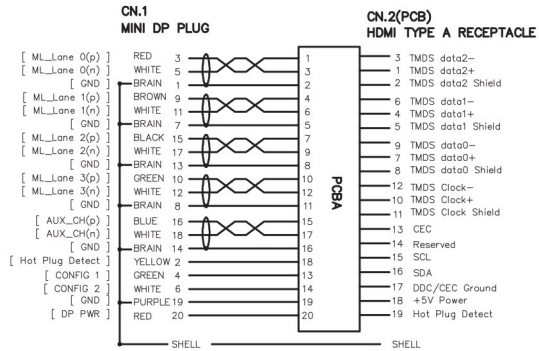 CN.1
MINI DP PLUG
CN.2(PCB)
HDMI TYPE A RECEPTACLE
[ ML_Lane 0(p) ] RED 3 1 3 TMDS data2-
[ ML_Lane 0(n) ] WHITE 5 3 1 TMDS data2+
[ GND ] BRAIN 1 2 2 TMDS data2 Shield
[ ML_Lane 1(p) ] BROWN 9 4 6 TMDS data1-
[ ML_Lane 1(n) ] WHITE 11 6 4 TMDS data1+
[ GND ] BRAIN 7 5 5 TMDS data1 Shield
[ ML_Lane 2(p) ] BLACK 15 7 9 TMDS data0-
[ ML_Lane 2(n) ] WHITE 17 9 7 TMDS data0+
[ GND ] BRAIN 13 8 8 TMDS data0 Shield
[ ML_Lane 3(p) ] GREEN 10 10 12 TMDS Clock-
[ ML_Lane 3(n) ] WHITE 12 12 10 TMDS Clock+
[ GND ] BRAIN 8 11 11 TMDS Clock Shield
[ AUX_CH(p) ] BLUE 16 15 13 CEC
[ AUX_CH(n) ] WHITE 18 17 14 Reserved
[ GND ] BRAIN 14 16 15 SCL
[ Hot Plug Detect ] YELLOW 2 18 16 SDA
[ CONFIG 1 ] GREEN 4 13 17 DDC/CEC Ground
[ CONFIG 2 ] WHITE 6 14 18 +5V Power
[ GND ] PURPLE 19 19 19 Hot Plug Detect
[ DP PWR ] RED 20 20
PCBA
SHELL SHELL